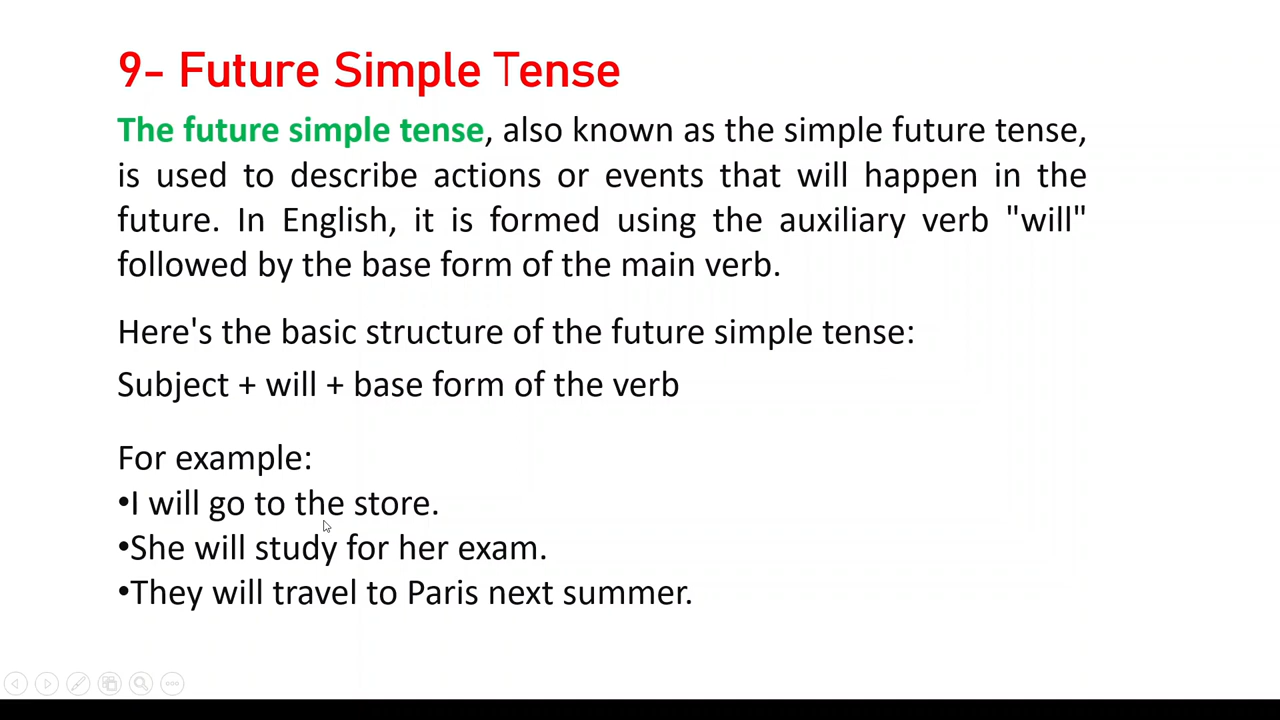 9- Future Simple Tense
The future simple tense, also known as the simple future tense,
is used to describe actions or events that will happen in the
future. In English, it is formed using the auxiliary verb "will"
followed by the base form of the main verb.
Here's the basic structure of the future simple tense:
Subject + will + base form of the verb
For example:
•I will go to the store.
•She will study for her exam.
•They will travel to Paris next summer.